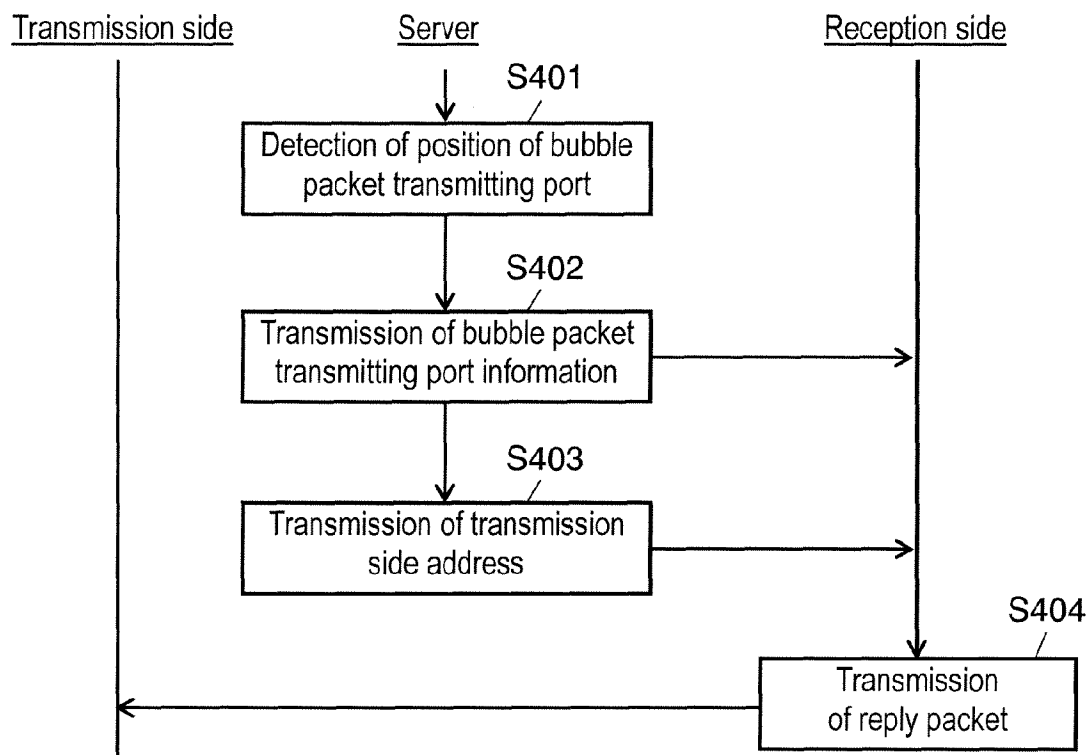 Transmission side
Server
Reception side
S401
Detection of position of bubble
packet transmitting port
S402
Transmission of bubble packet
transmitting port information
S403
Transmission of transmission
side address
S404
Transmission
of reply packet